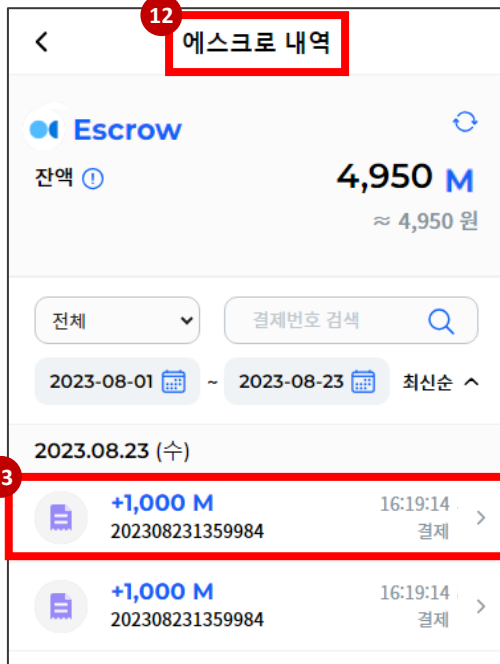 12
에스크로 내역
Escrow
잔액
4,950 M
≈ 4,950 원
전체
결제번호 검색
2023-08-01 ~ 2023-08-23 최신순
2023.08.23 (수)
3
+1,000 M 16:19:14
202308231359984 결제
+1,000 M 16:19:14
202308231359984 결제